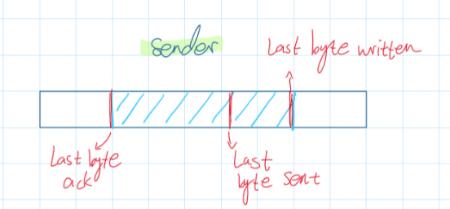 Sender
Last byte written
Last byte
ack
Last
byte sent